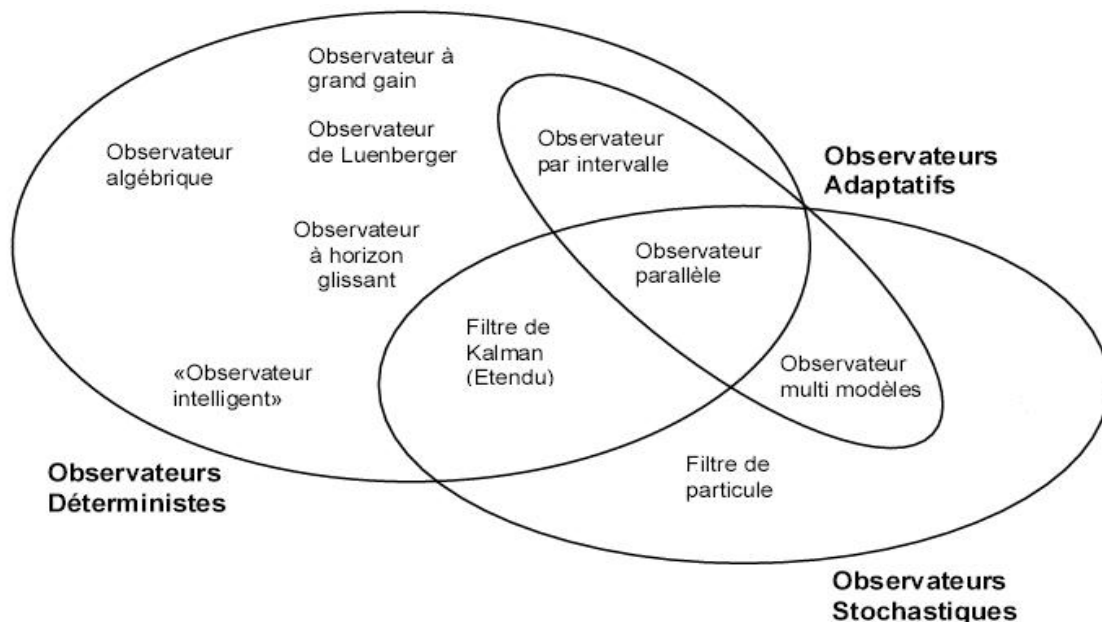 Observateur à
grand gain
Observateur
de Luenberger
Observateur
algébrique
Observateur
par intervalle
Observateurs
Adaptatifs
Observateur
à horizon
glissant
Observateur
parallèle
Filtre de
Kalman
(Etendu)
«Observateur
intelligent»
Observateur
multi modèles
Observateurs
Déterministes
Filtre de
particule
Observateurs
Stochastiques